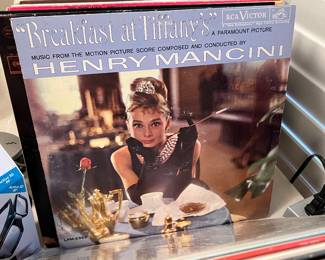 "Breakfast at Tiffany's"
RCA VICTOR
A PARAMOUNT PICTURE
MUSIC FROM THE MOTION PICTURE SCORE COMPOSED AND CONDUCTED BY
HENRY MANCINI